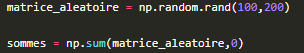 matrice_aleatoire = np.random.rand(100,200)
sommes = np.sum(matrice_aleatoire,0)